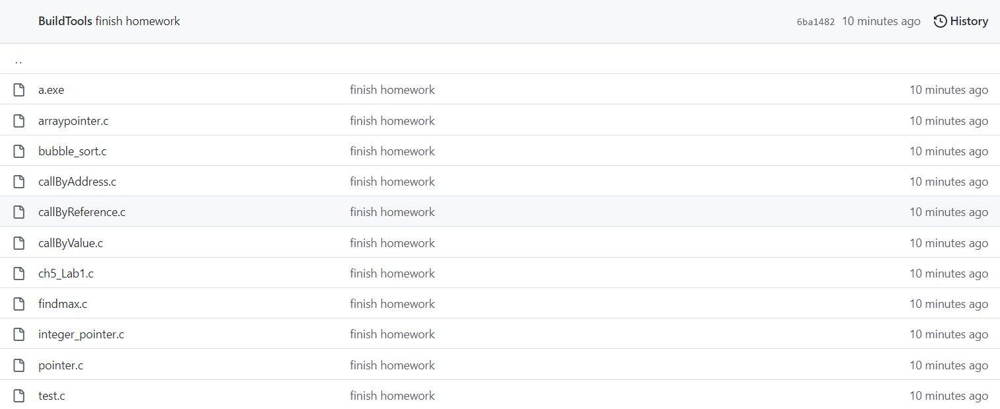 BuildTools finish homework 6ba1482 10 minutes ago History
..
a.exe finish homework 10 minutes ago
arraypointer.c finish homework 10 minutes ago
bubble_sort.c finish homework 10 minutes ago
callByAddress.c finish homework 10 minutes ago
callByReference.c finish homework 10 minutes ago
callByValue.c finish homework 10 minutes ago
ch5_Lab1.c finish homework 10 minutes ago
findmax.c finish homework 10 minutes ago
integer_pointer.c finish homework 10 minutes ago
pointer.c finish homework 10 minutes ago
test.c finish homework 10 minutes ago